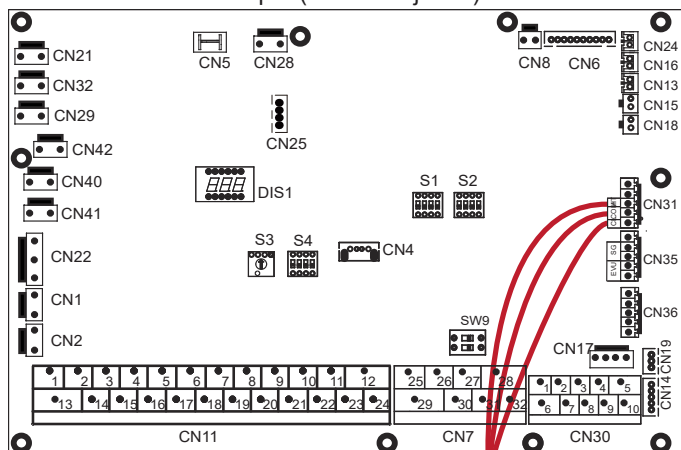 CN21
CN5
CN28
CN8
CN6
CN24
CN16
CN13
CN15
CN18
CN32
CN29
CN42
CN25
CN40
CN41
DIS1
S1
S2
CN31
CN22
S3
S4
CN4
SG
EVU
CN35
CN1
CN2
SW9
CN36
CN17
CN19
CN14
1 2 3 4 5 6 7 8 9 10 11 12
13 14 15 16 17 18 19 20 21 22 23 24
25 26 27 28
29 30 31 32
1 2 3 4 5
6 7 8 9 10
CN11
CN7
CN30